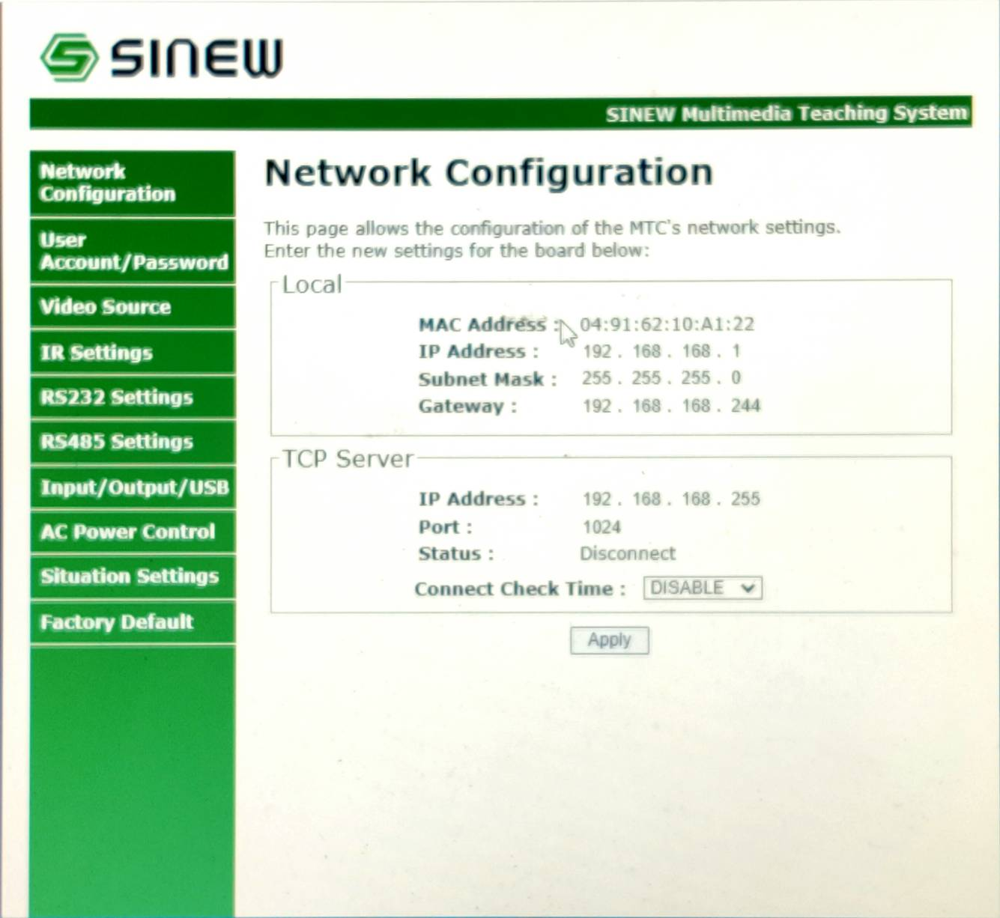 SINEW
SINEW Multimedia Teaching System
Network
Configuration
User
Account/Password
Video Source
IR Settings
RS232 Settings
RS485 Settings
Input/Output/USB
AC Power Control
Situation Settings
Factory Default
Network Configuration
This page allows the configuration of the MTC's network settings.
Enter the new settings for the board below:
Local
MAC Address : 04:91:62:10:A1:22
IP Address : 192 . 168 . 168 . 1
Subnet Mask : 255 . 255 . 255 . 0
Gateway : 192 . 168 . 168 . 244
TCP Server
IP Address : 192 . 168 . 168 . 255
Port : 1024
Status : Disconnect
Connect Check Time : DISABLE
Apply